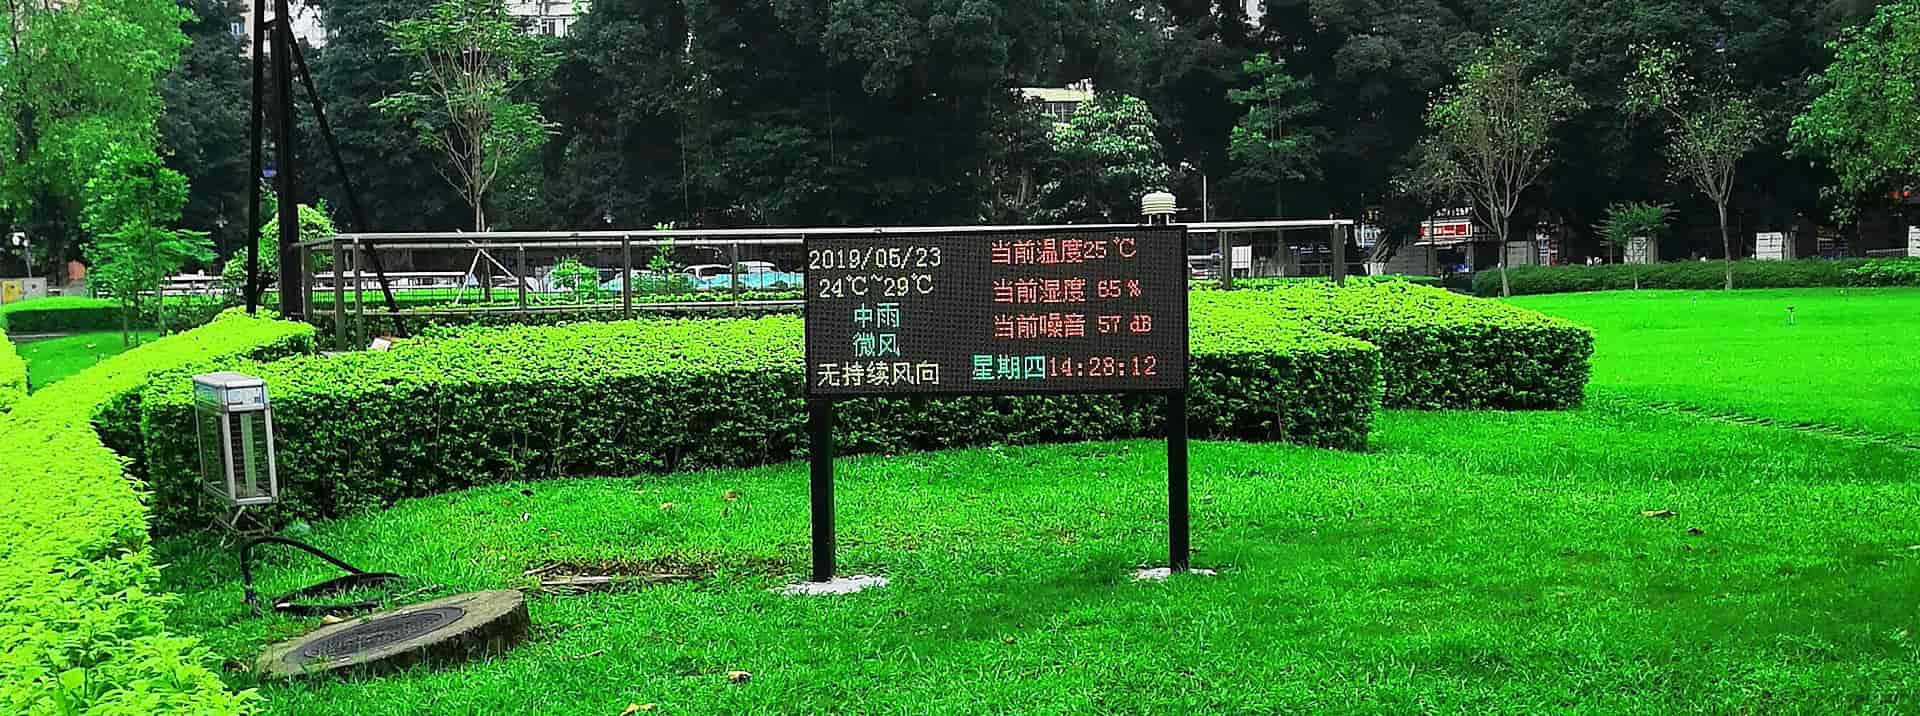 2019/05/23
24℃~29℃
中雨
微风
无持续风向
当前温度25℃
当前湿度 65%
当前噪音 57 dB
星期四14:28:12